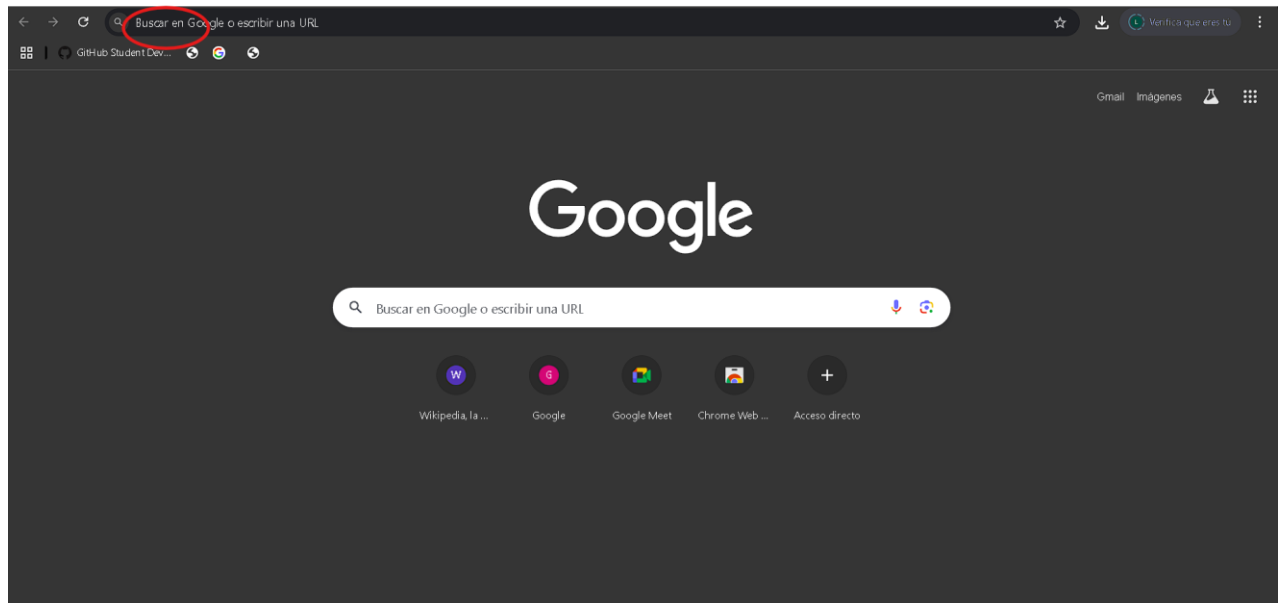 Buscar en Google o escribir una URL
Verifica que eres tú
GitHub Student Dev...
Gmail Imágenes
Google
Buscar en Google o escribir una URL
W G
Wikipedia, la ... Google Google Meet Chrome Web ... Acceso directo